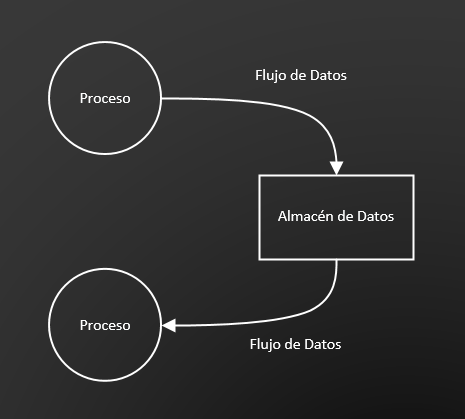 Flujo de Datos
Proceso
Almacén de Datos
Proceso
Flujo de Datos